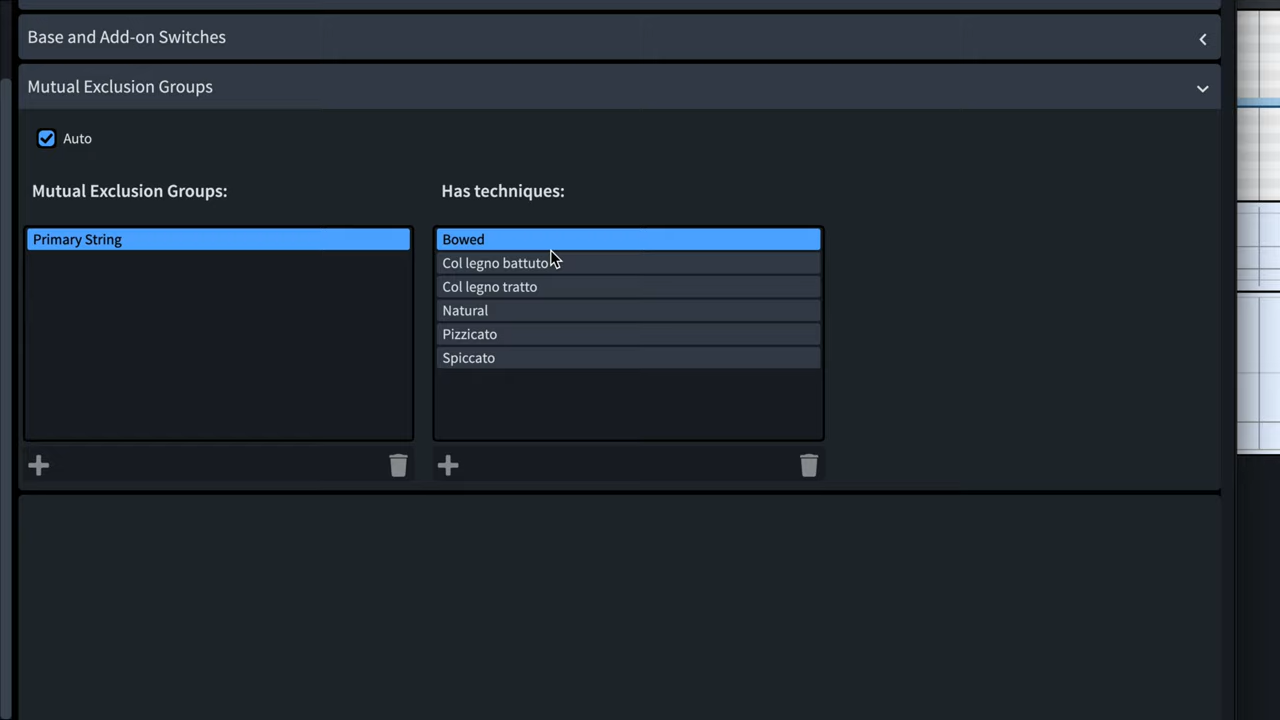 Base and Add-on Switches
Mutual Exclusion Groups
Auto
Mutual Exclusion Groups:
Has techniques:
Primary String
Bowed
Col legno battuto
Col legno tratto
Natural
Pizzicato
Spiccato